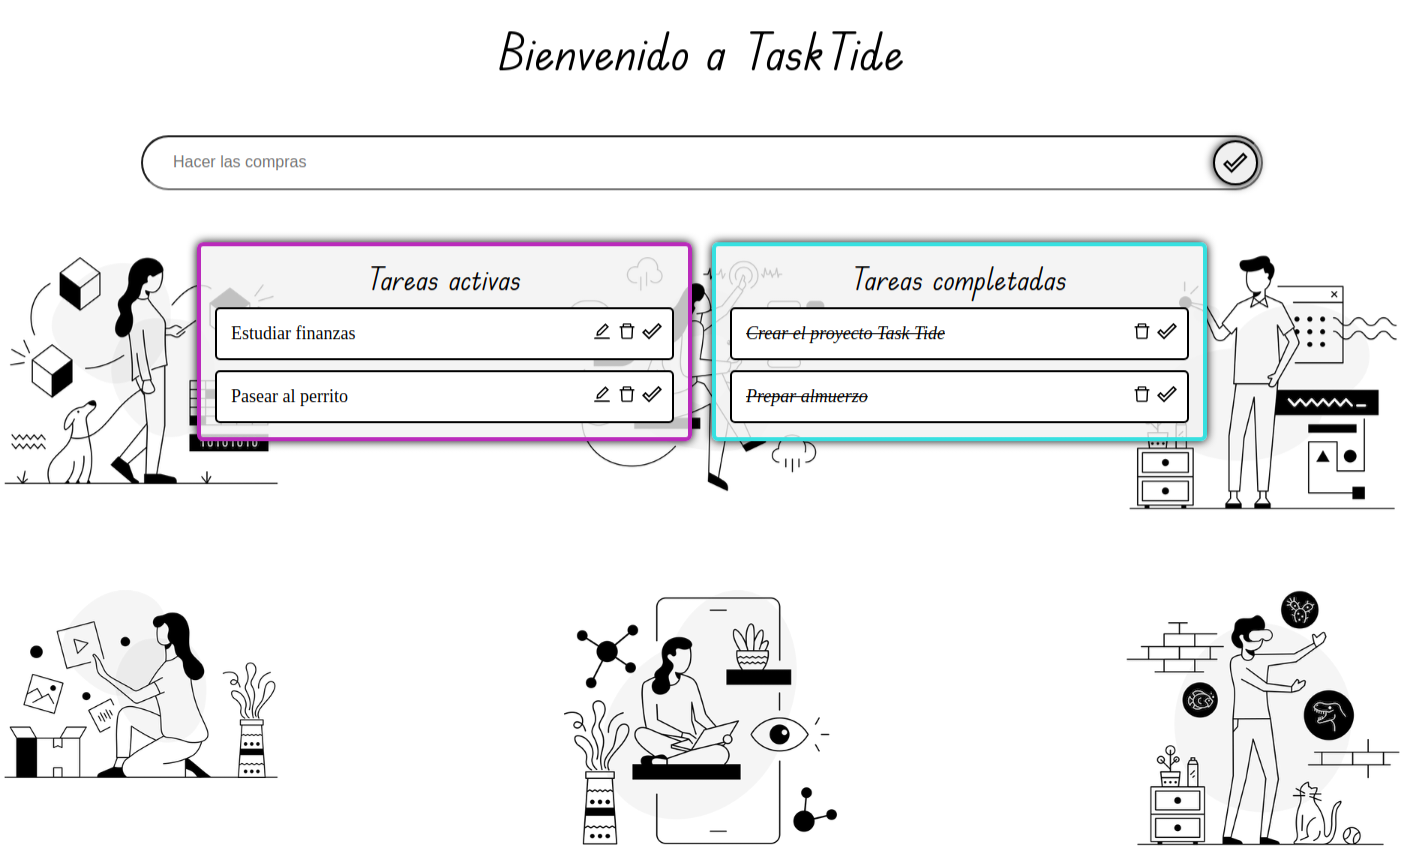 Bienvenido a TaskTide
Hacer las compras
Tareas activas
Estudiar finanzas
Pasear al perrito
Tareas completadas
Crear el proyecto Task Tide
Prepar almuerzo